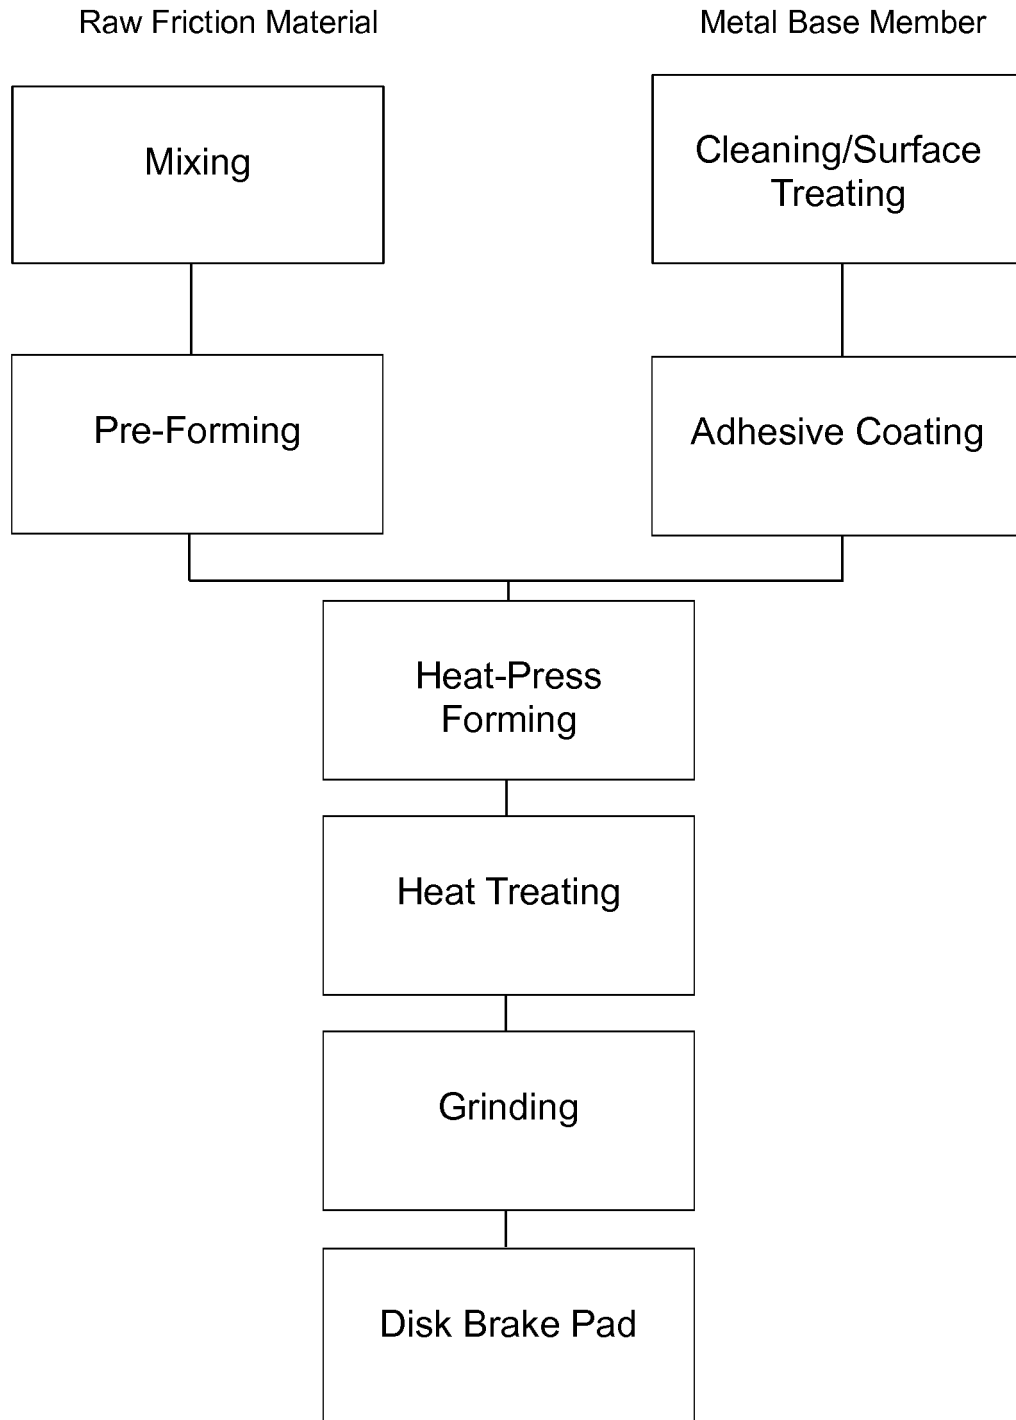 Raw Friction Material
Metal Base Member
Mixing
Cleaning/Surface
Treating
Pre-Forming
Adhesive Coating
Heat-Press
Forming
Heat Treating
Grinding
Disk Brake Pad